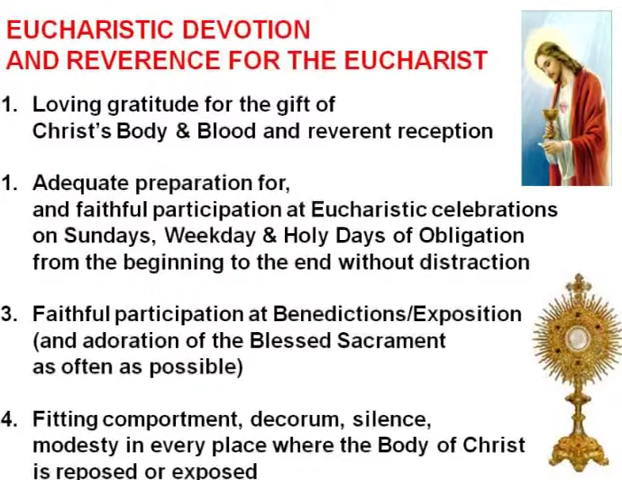 EUCHARISTIC DEVOTION
AND REVERENCE FOR THE EUCHARIST
1. Loving gratitude for the gift of
Christ's Body & Blood and reverent reception
1. Adequate preparation for,
and faithful participation at Eucharistic celebrations
on Sundays, Weekday & Holy Days of Obligation
from the beginning to the end without distraction
3. Faithful participation at Benedictions/Exposition
(and adoration of the Blessed Sacrament
as often as possible)
4. Fitting comportment, decorum, silence,
modesty in every place where the Body of Christ
is reposed or exposed